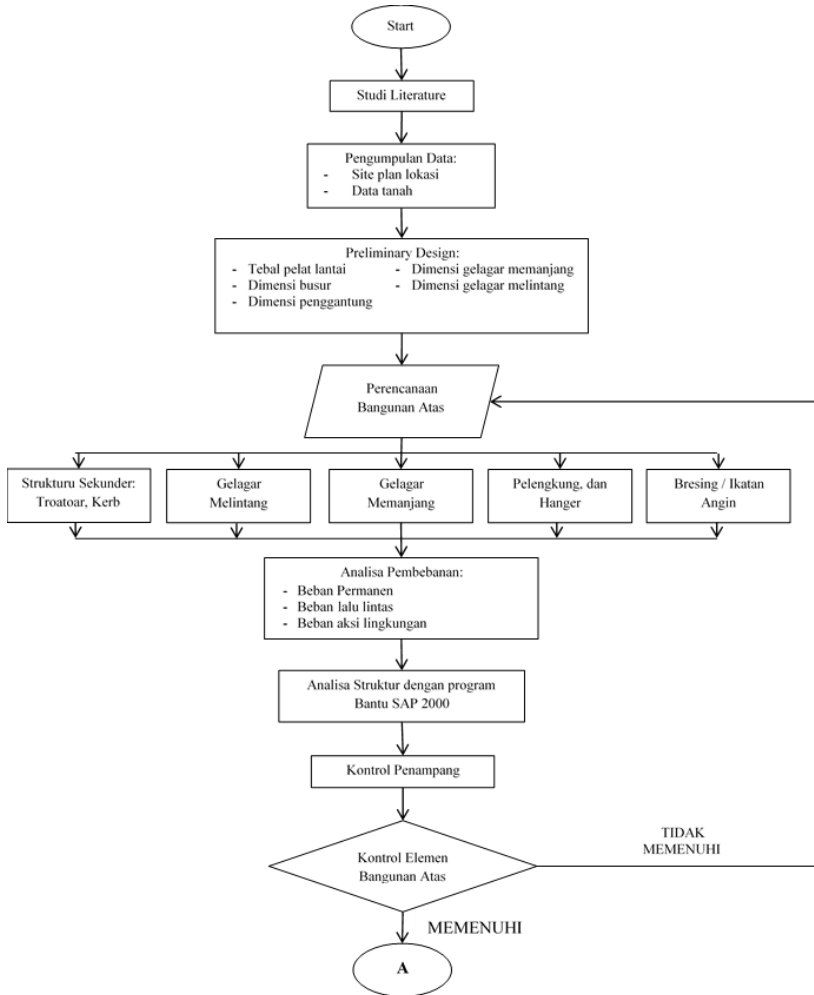 Start
Studi Literature
Pengumpulan Data:
- Site plan lokasi
- Data tanah
Preliminary Design:
- Tebal pelat lantai
- Dimensi busur
- Dimensi penggantung
- Dimensi gelagar memanjang
- Dimensi gelagar melintang
Perencanaan
Bangunan Atas
Strukturu Sekunder:
Troatoar, Kerb
Gelagar
Melintang
Gelagar
Memanjang
Pelengkung, dan
Hanger
Bresing / Ikatan
Angin
Analisa Pembebanan:
- Beban Permanen
- Beban lalu lintas
- Beban aksi lingkungan
Analisa Struktur dengan program
Bantu SAP 2000
Kontrol Penampang
Kontrol Elemen
Bangunan Atas
TIDAK
MEMENUHI
MEMENUHI
A